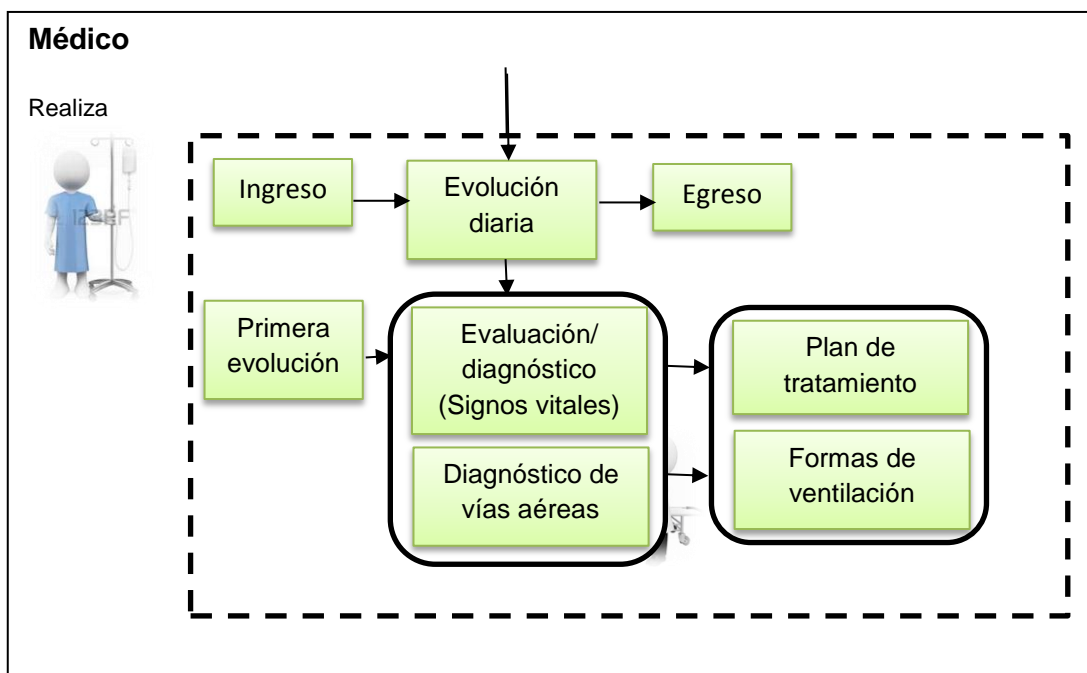 Médico
Realiza
Ingreso
Evolución
diaria
Egreso
Primera
evolución
Evaluación/
diagnóstico
(Signos vitales)
Diagnóstico de
vías aéreas
Plan de
tratamiento
Formas de
ventilación